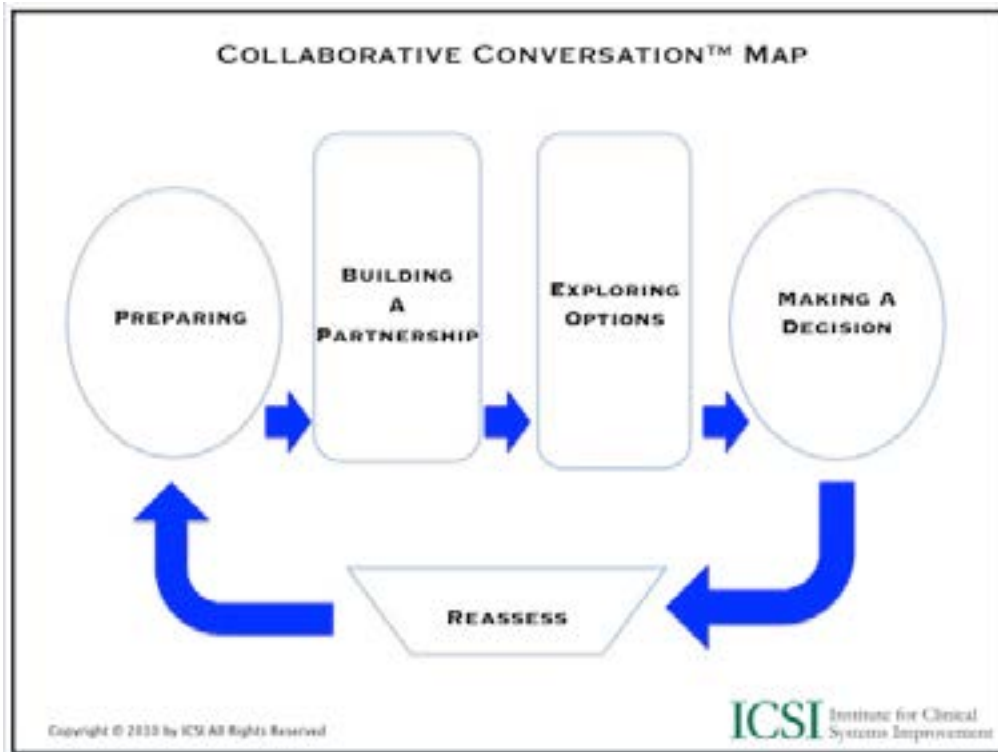 COLLABORATIVE CONVERSATION™ MAP
PREPARING
BUILDING
A
PARTNERSHIP
EXPLORING
OPTIONS
MAKING A
DECISION
REASSESS
Copyright © by ICSI All Rights Reserved
ICSI Institute for Clinical
Systems Improvement